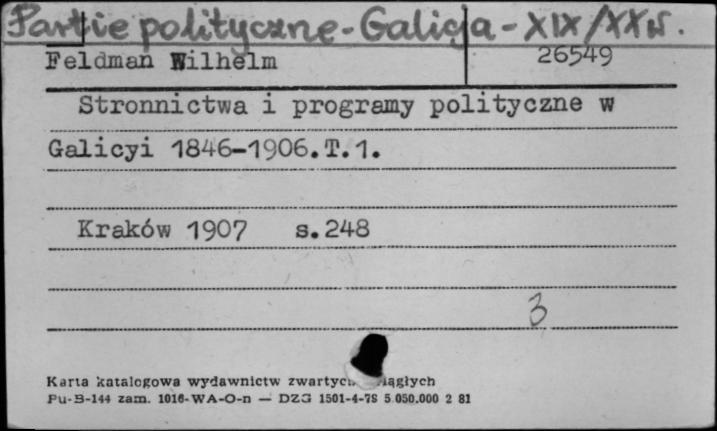 Partie polityczne - Galicja - XIX/XX w.
Feldman Wilhelm 26549
Stronnictwa i programy polityczne w
Galicyi 1846-1906.T.1.
Kraków 1907 s.248
3
Karta katalogowa wydawnictw zwartych
Pu-B-144 zam. 1016-WA-O-n — DZG 1501-4-78 5.050.000 2 81